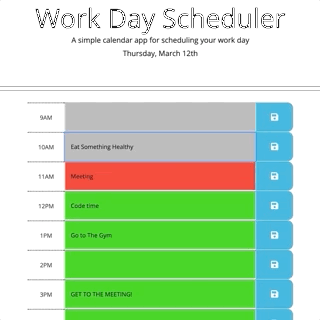 Work Day Scheduler
A simple calendar app for scheduling your work day
Thursday, March 12th
9AM
10AM Eat Something Healthy
11AM Meeting
12PM Code time
1PM Go to The Gym
2PM
3PM GET TO THE MEETING!